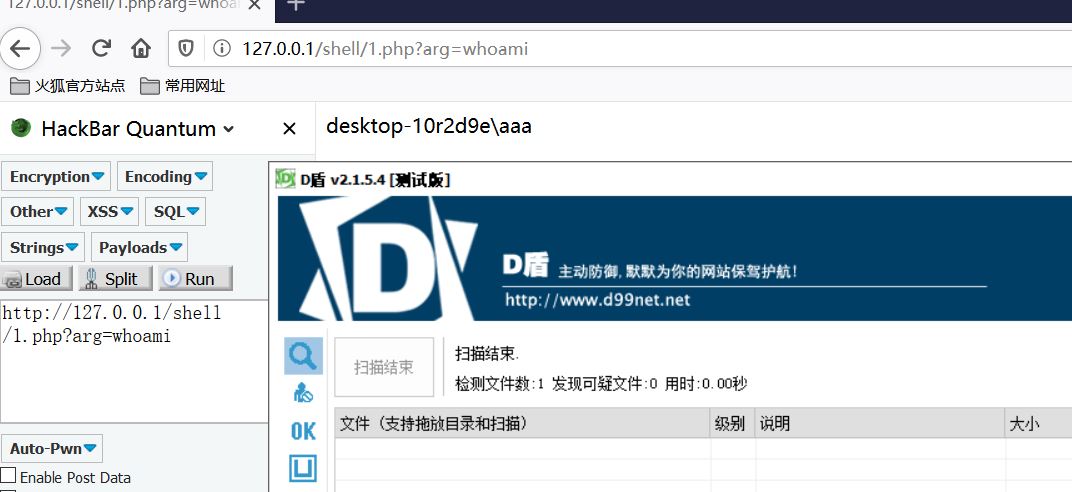 127.0.0.1/shell/1.php?arg=whoa
127.0.0.1/shell/1.php?arg=whoami
火狐官方站点 常用网址
HackBar Quantum
desktop-10r2d9e\aaa
Encryption Encoding
Other XSS SQL
Strings Payloads
Load Split Run
http://127.0.0.1/shell
/1.php?arg=whoami
Auto-Pwn
Enable Post Data
D盾 v2.1.5.4 [测试版]
D
D盾 主动防御,默默为你的网站保驾护航!
http://www.d99net.net
扫描结束
扫描结束.
检测文件数:1 发现可疑文件:0 用时:0.00秒
OK
文件（支持拖放目录和扫描） 级别 说明 大小